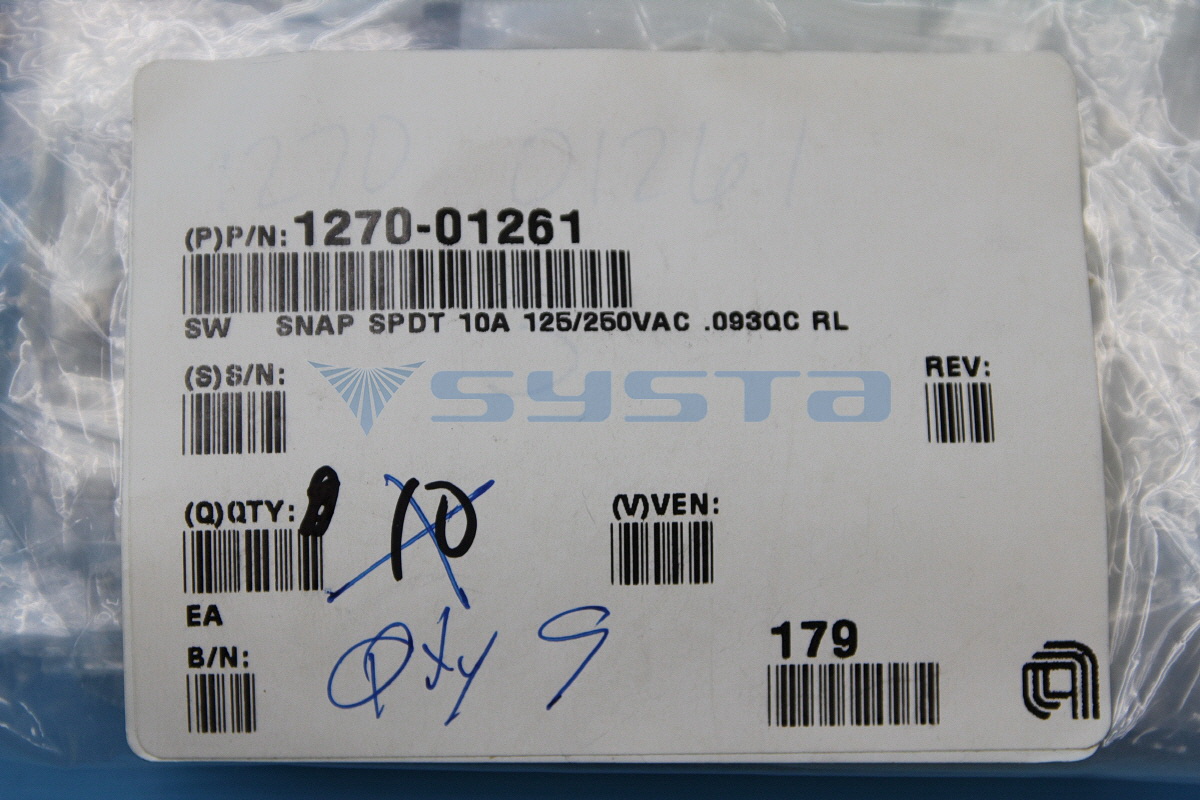 1270 01261
(P)P/N: 1270-01261
SW SNAP SPDT 10A 125/250VAC .093QC RL
(S)S/N:
REV:
systa
(Q)QTY: 10
(V)VEN:
EA
Qty 9
B/N:
179